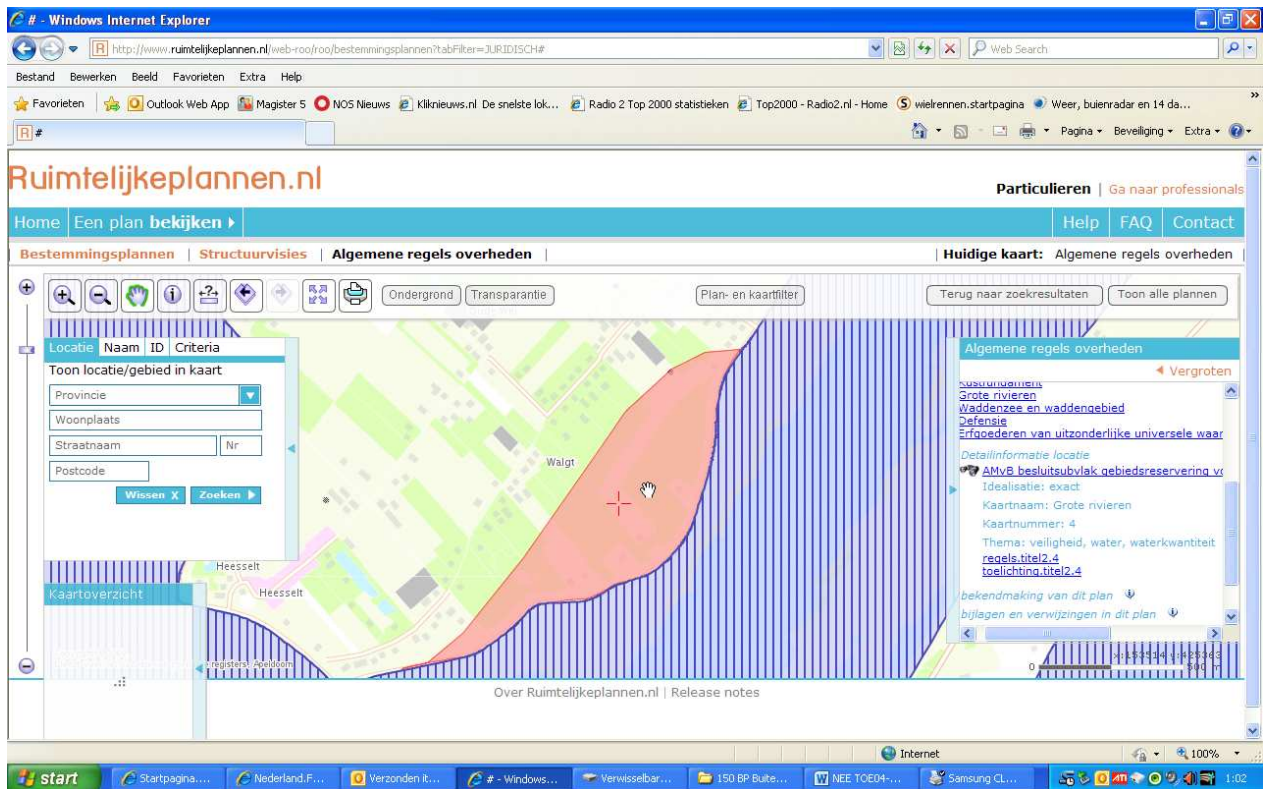 # - Windows Internet Explorer
http://www.ruimtelijkeplannen.nl/web-roo/roo/bestemmingsplannen?tabFilter=JURIDISCH#
Web Search
Bestand Bewerken Beeld Favorieten Extra Help
Favorieten Outlook Web App Magister 5 NOS Nieuws Kliknieuws.nl De snelste lok... Radio 2 Top 2000 statistieken Top2000 - Radio2.nl - Home wielrennen.startpagina Weer, buienradar en 14 da... »
# Pagina Beveiliging Extra
Ruimtelijkeplannen.nl
Particulieren | Ga naar professionals
Home Een plan bekijken Help FAQ Contact
| Bestemmingsplannen | Structuurvisies | Algemene regels overheden | | Huidige kaart: Algemene regels overheden |
Ondergrond Transparantie Plan- en kaartfilter Terug naar zoekresultaten Toon alle plannen
Locatie Naam ID Criteria
Toon locatie/gebied in kaart
Provincie
Woonplaats
Straatnaam Nr
Postcode
Wissen X Zoeken
Walgt
Heesselt
Heesselt
Kaartoverzicht
registers, Apeldoorn
Algemene regels overheden
Vergroten
Kustfundament
Grote rivieren
Waddenzee en waddengebied
Defensie
Erfgoederen van uitzonderlijke universele waar
Detailinformatie locatie
AMvB besluitsubvlak gebiedsreservering vo
Idealisatie: exact
Kaartnaam: Grote rivieren
Kaartnummer: 4
Thema: veiligheid, water, waterkwantiteit
regels.titel2.4
toelichting.titel2.4
bekendmaking van dit plan
bijlagen en verwijzingen in dit plan
x:153514 y:425363
0 500 m
Over Ruimtelijkeplannen.nl | Release notes
Internet 100%
start Startpagina.... Nederland.F... Verzonden it... # - Windows... Verwisselbar... 150 BP Buite... NEE TOE04-... Samsung CL... 1:02